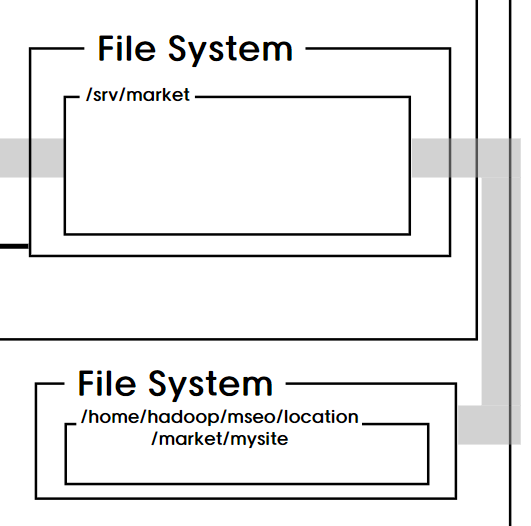 File System
/srv/market
File System
/home/hadoop/mseo/location
/market/mysite